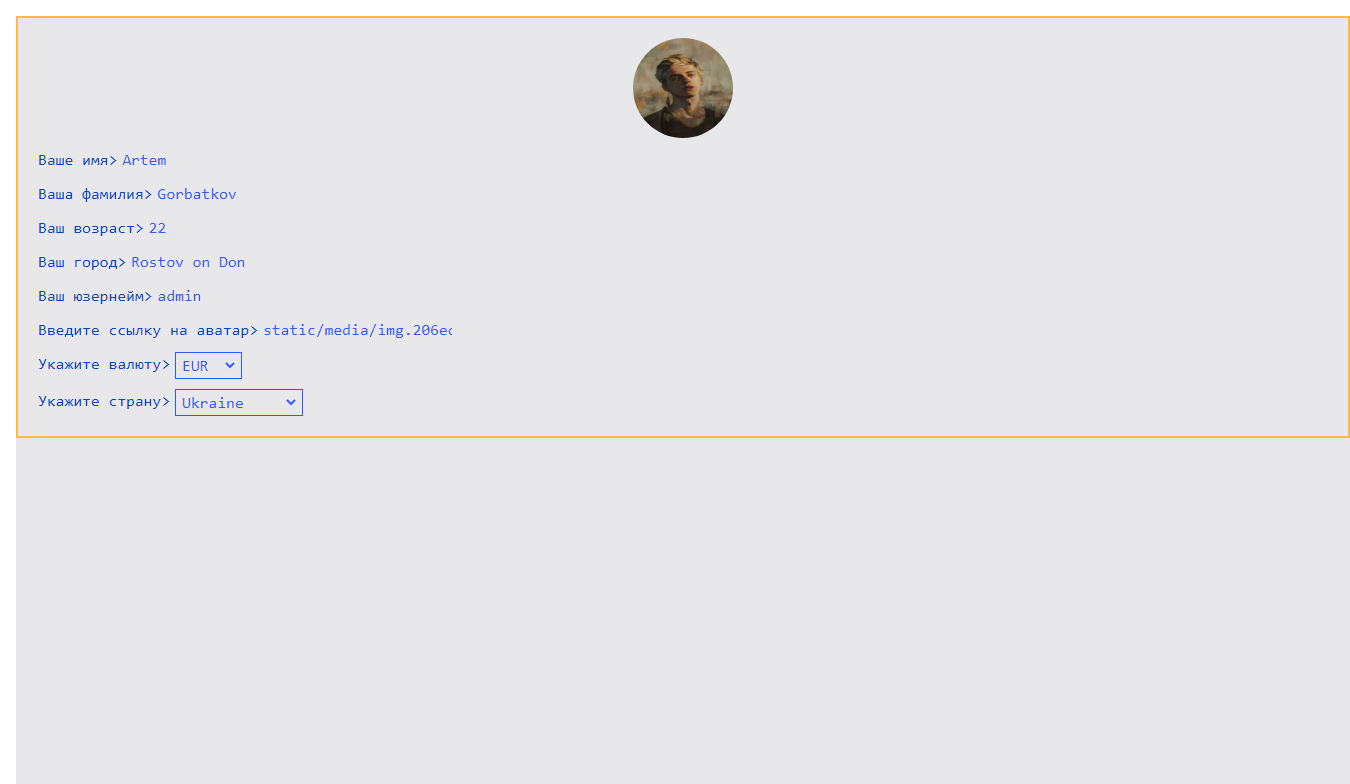 Ваше имя> Artem
Ваша фамилия> Gorbatkov
Ваш возраст> 22
Ваш город> Rostov on Don
Ваш юзернейм> admin
Введите ссылку на аватар> static/media/img.206e
Укажите валюту> EUR
Укажите страну> Ukraine